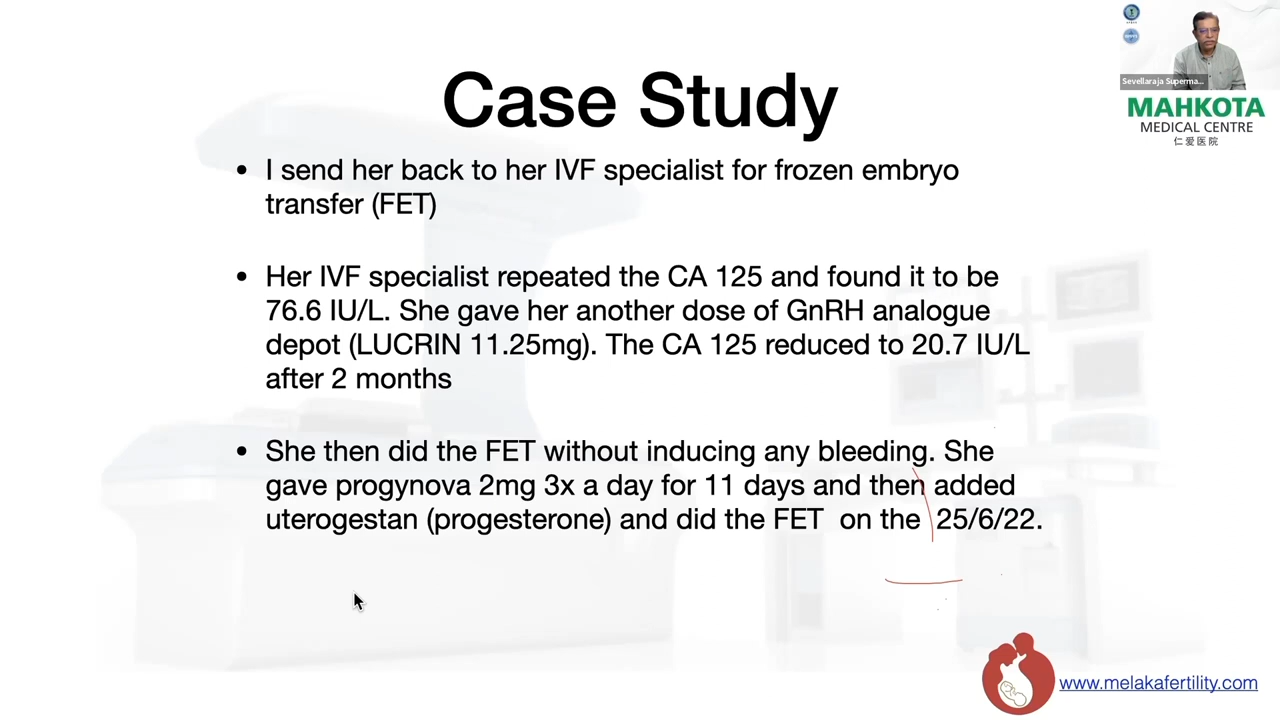 Case Study
• I send her back to her IVF specialist for frozen embryo
transfer (FET)
• Her IVF specialist repeated the CA 125 and found it to be
76.6 IU/L. She gave her another dose of GnRH analogue
depot (LUCRIN 11.25mg). The CA 125 reduced to 20.7 IU/L
after 2 months
• She then did the FET without inducing any bleeding. She
gave progynova 2mg 3x a day for 11 days and then added
uterogestan (progesterone) and did the FET on the 25/6/22.
Sevellaraja Superma...
MAHKOTA
MEDICAL CENTRE
仁爱医院
www.melakafertility.com